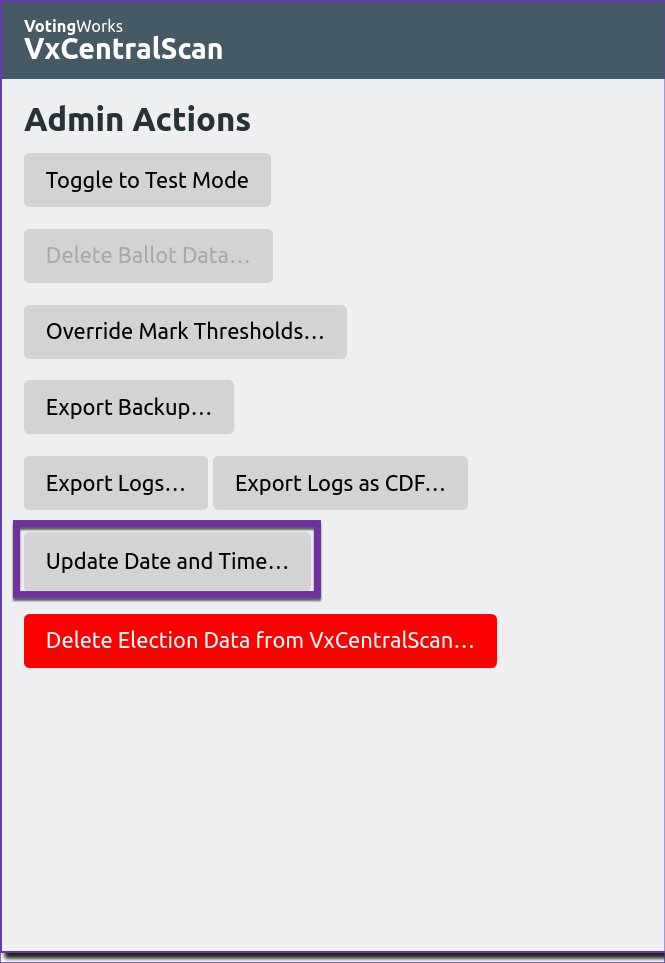 VotingWorks
VxCentralScan
Admin Actions
Toggle to Test Mode
Delete Ballot Data…
Override Mark Thresholds…
Export Backup…
Export Logs… Export Logs as CDF…
Update Date and Time…
Delete Election Data from VxCentralScan…